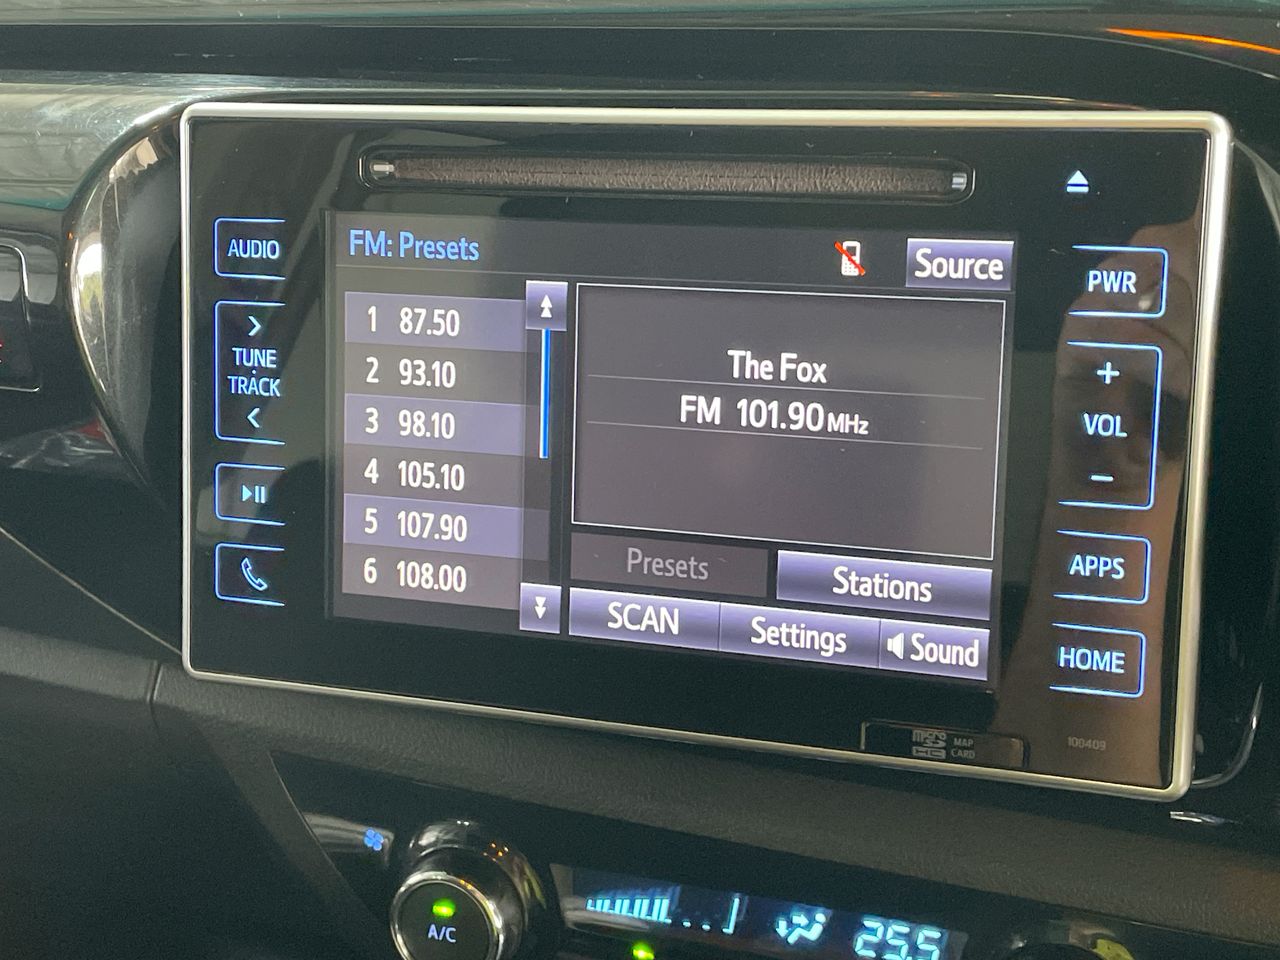 AUDIO
>
TUNE
·
TRACK
<
FM: Presets
Source
1 87.50
2 93.10
3 98.10
4 105.10
5 107.90
6 108.00
The Fox
FM 101.90 MHz
Presets
Stations
SCAN
Settings
Sound
PWR
+
VOL
-
APPS
HOME
micro SD HC
MAP CARD
100409
A/C
25.5